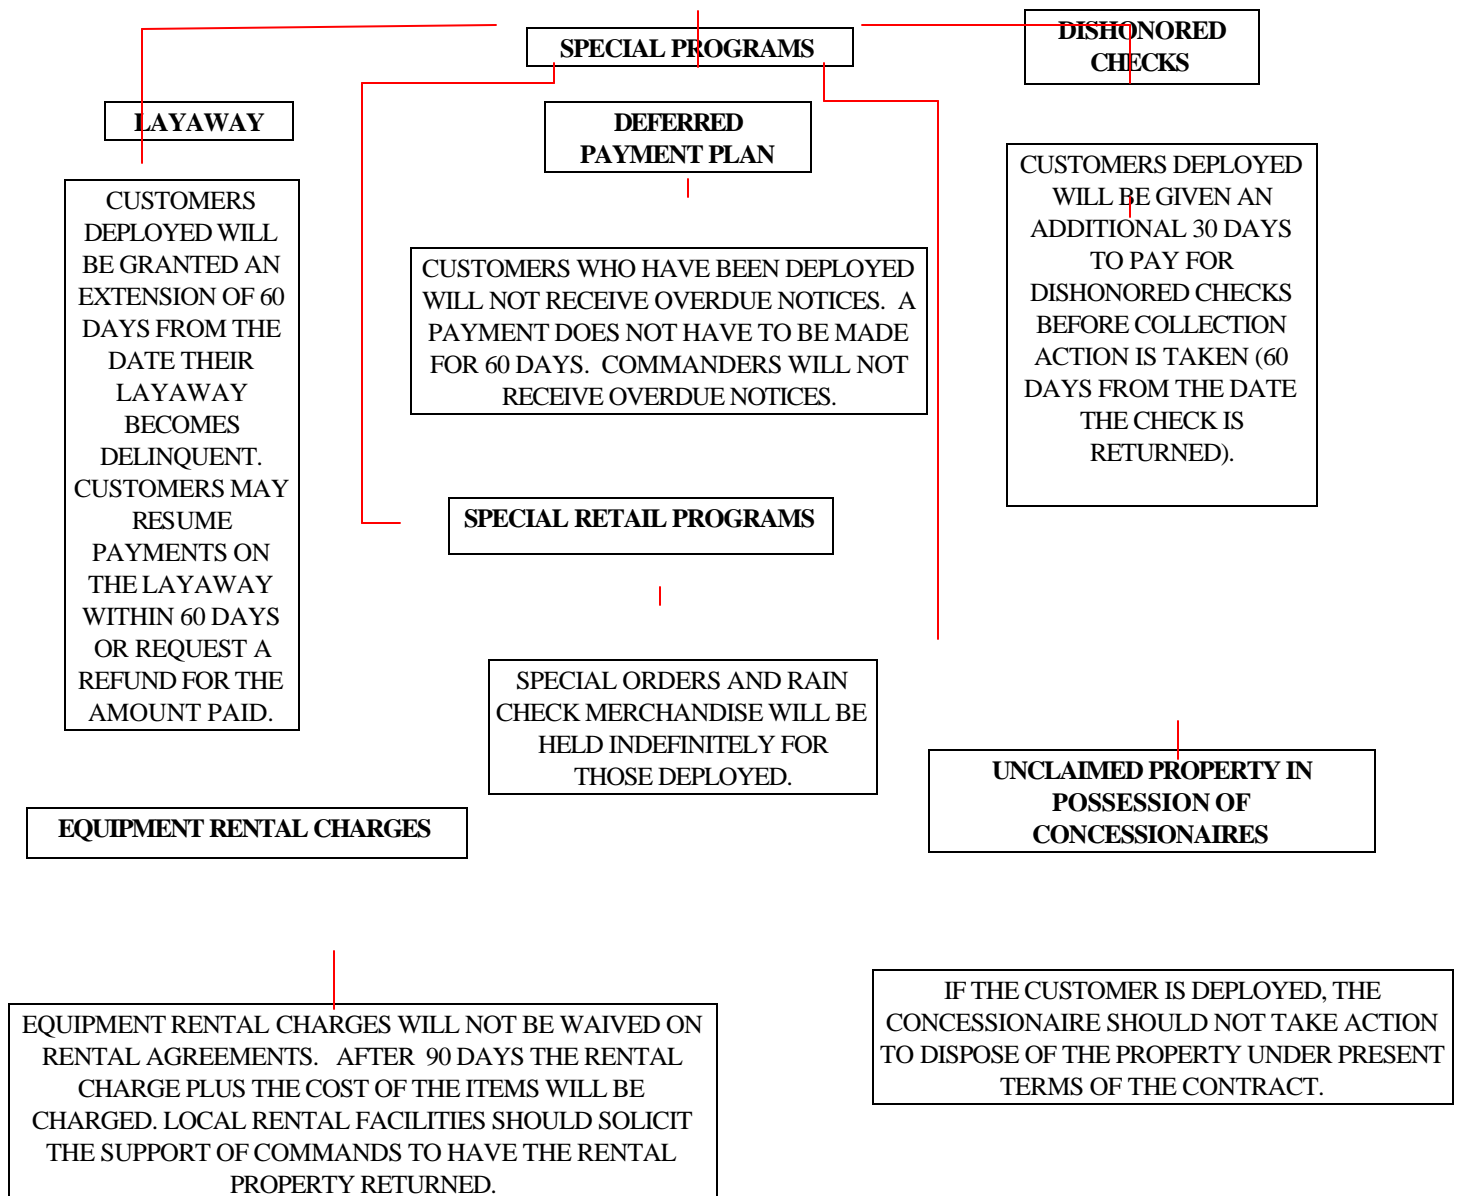 SPECIAL PROGRAMS
DISHONORED
CHECKS
LAYAWAY
DEFERRED
PAYMENT PLAN
CUSTOMERS
DEPLOYED WILL
BE GRANTED AN
EXTENSION OF 60
DAYS FROM THE
DATE THEIR
LAYAWAY
BECOMES
DELINQUENT.
CUSTOMERS MAY
RESUME
PAYMENTS ON
THE LAYAWAY
WITHIN 60 DAYS
OR REQUEST A
REFUND FOR THE
AMOUNT PAID.
CUSTOMERS WHO HAVE BEEN DEPLOYED
WILL NOT RECEIVE OVERDUE NOTICES. A
PAYMENT DOES NOT HAVE TO BE MADE
FOR 60 DAYS. COMMANDERS WILL NOT
RECEIVE OVERDUE NOTICES.
CUSTOMERS DEPLOYED
WILL BE GIVEN AN
ADDITIONAL 30 DAYS
TO PAY FOR
DISHONORED CHECKS
BEFORE COLLECTION
ACTION IS TAKEN (60
DAYS FROM THE DATE
THE CHECK IS
RETURNED).
SPECIAL RETAIL PROGRAMS
SPECIAL ORDERS AND RAIN
CHECK MERCHANDISE WILL BE
HELD INDEFINITELY FOR
THOSE DEPLOYED.
UNCLAIMED PROPERTY IN
POSSESSION OF
CONCESSIONAIRES
EQUIPMENT RENTAL CHARGES
IF THE CUSTOMER IS DEPLOYED, THE
CONCESSIONAIRE SHOULD NOT TAKE ACTION
TO DISPOSE OF THE PROPERTY UNDER PRESENT
TERMS OF THE CONTRACT.
EQUIPMENT RENTAL CHARGES WILL NOT BE WAIVED ON
RENTAL AGREEMENTS. AFTER 90 DAYS THE RENTAL
CHARGE PLUS THE COST OF THE ITEMS WILL BE
CHARGED. LOCAL RENTAL FACILITIES SHOULD SOLICIT
THE SUPPORT OF COMMANDS TO HAVE THE RENTAL
PROPERTY RETURNED.